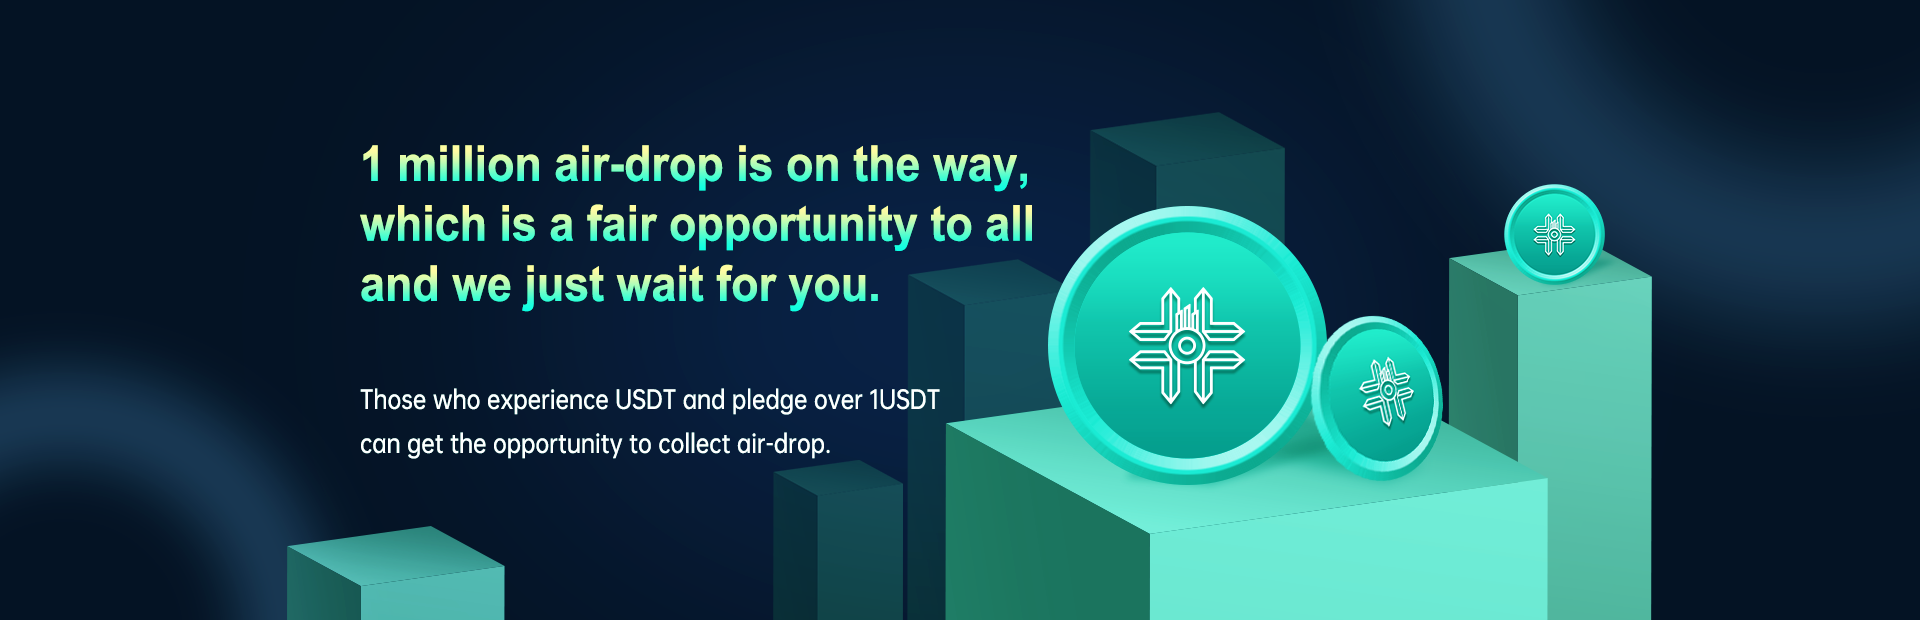 1 million air-drop is on the way,
which is a fair opportunity to all
and we just wait for you.
Those who experience USDT and pledge over 1USDT
can get the opportunity to collect air-drop.